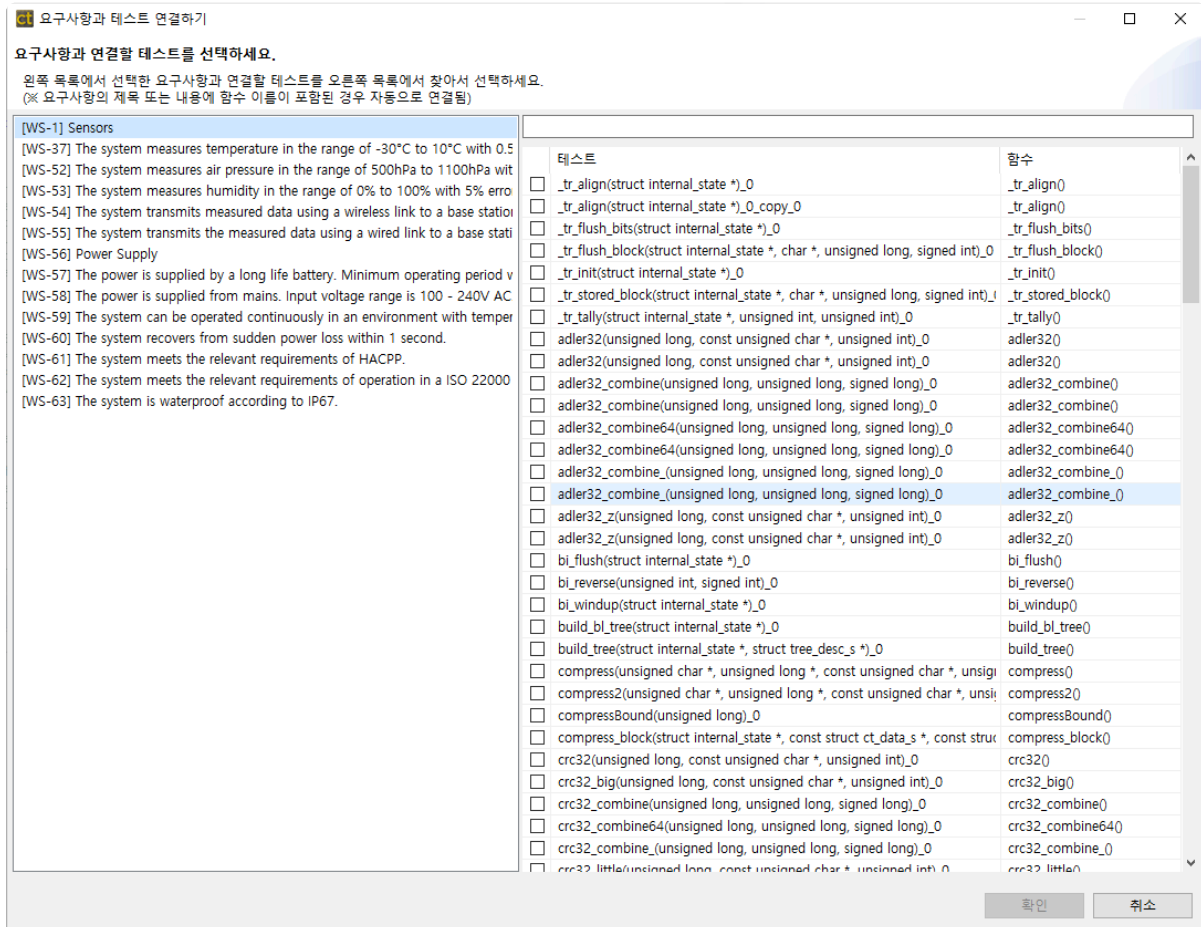 ct 요구사항과 테스트 연결하기
요구사항과 연결할 테스트를 선택하세요.
왼쪽 목록에서 선택한 요구사항과 연결할 테스트를 오른쪽 목록에서 찾아서 선택하세요.
(※ 요구사항의 제목 또는 내용에 함수 이름이 포함된 경우 자동으로 연결됨)
[WS-1] Sensors
[WS-37] The system measures temperature in the range of -30°C to 10°C with 0.5
[WS-52] The system measures air pressure in the range of 500hPa to 1100hPa wit
[WS-53] The system measures humidity in the range of 0% to 100% with 5% erro
[WS-54] The system transmits measured data using a wireless link to a base station
[WS-55] The system transmits the measured data using a wired link to a base stati
[WS-56] Power Supply
[WS-57] The power is supplied by a long life battery. Minimum operating period w
[WS-58] The power is supplied from mains. Input voltage range is 100 - 240V AC
[WS-59] The system can be operated continuously in an environment with temper
[WS-60] The system recovers from sudden power loss within 1 second.
[WS-61] The system meets the relevant requirements of HACPP.
[WS-62] The system meets the relevant requirements of operation in a ISO 22000
[WS-63] The system is waterproof according to IP67.
테스트 함수
_tr_align(struct internal_state *)_0 _tr_align()
_tr_align(struct internal_state *)_0_copy_0 _tr_align()
_tr_flush_bits(struct internal_state *)_0 _tr_flush_bits()
_tr_flush_block(struct internal_state *, char *, unsigned long, signed int)_0 _tr_flush_block()
_tr_init(struct internal_state *)_0 _tr_init()
_tr_stored_block(struct internal_state *, char *, unsigned long, signed int)_( _tr_stored_block()
_tr_tally(struct internal_state *, unsigned int, unsigned int)_0 _tr_tally()
adler32(unsigned long, const unsigned char *, unsigned int)_0 adler32()
adler32(unsigned long, const unsigned char *, unsigned int)_0 adler32()
adler32_combine(unsigned long, unsigned long, signed long)_0 adler32_combine()
adler32_combine(unsigned long, unsigned long, signed long)_0 adler32_combine()
adler32_combine64(unsigned long, unsigned long, signed long)_0 adler32_combine64()
adler32_combine64(unsigned long, unsigned long, signed long)_0 adler32_combine64()
adler32_combine_(unsigned long, unsigned long, signed long)_0 adler32_combine_()
adler32_combine_(unsigned long, unsigned long, signed long)_0 adler32_combine_()
adler32_z(unsigned long, const unsigned char *, unsigned int)_0 adler32_z()
adler32_z(unsigned long, const unsigned char *, unsigned int)_0 adler32_z()
bi_flush(struct internal_state *)_0 bi_flush()
bi_reverse(unsigned int, signed int)_0 bi_reverse()
bi_windup(struct internal_state *)_0 bi_windup()
build_bl_tree(struct internal_state *)_0 build_bl_tree()
build_tree(struct internal_state *, struct tree_desc_s *)_0 build_tree()
compress(unsigned char *, unsigned long *, const unsigned char *, unsig compress()
compress2(unsigned char *, unsigned long *, const unsigned char *, unsi compress2()
compressBound(unsigned long)_0 compressBound()
compress_block(struct internal_state *, const struct ct_data_s *, const struc compress_block()
crc32(unsigned long, const unsigned char *, unsigned int)_0 crc32()
crc32_big(unsigned long, const unsigned char *, unsigned int)_0 crc32_big()
crc32_combine(unsigned long, unsigned long, signed long)_0 crc32_combine()
crc32_combine64(unsigned long, unsigned long, signed long)_0 crc32_combine64()
crc32_combine_(unsigned long, unsigned long, signed long)_0 crc32_combine_()
crc32_little(unsigned long, const unsigned char *, unsigned int)_0 crc32_little()
확인 취소